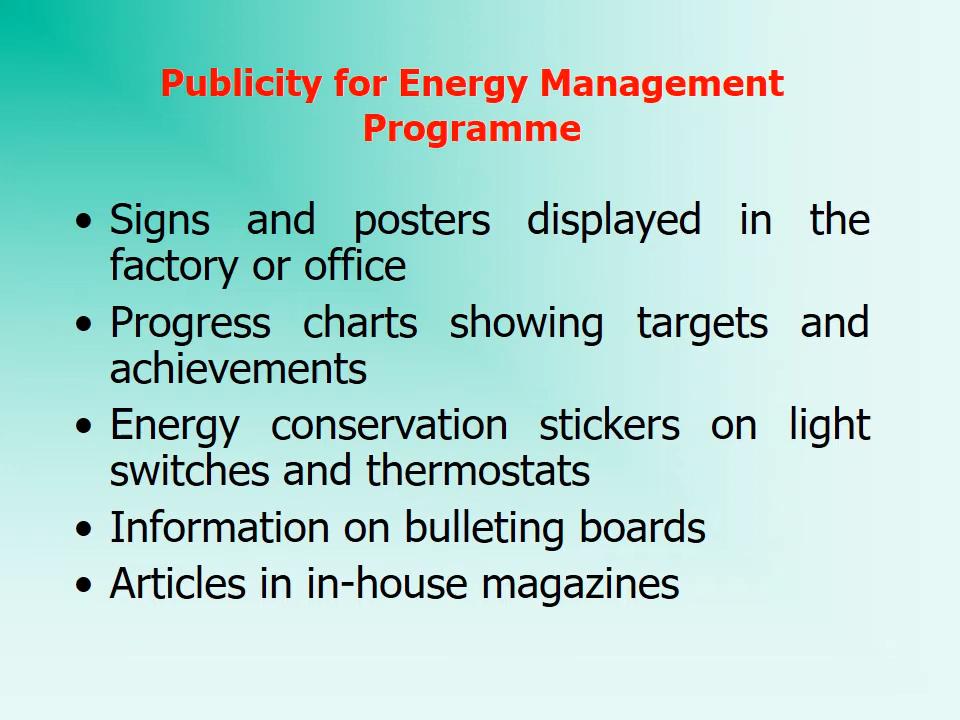 Publicity for Energy Management
Programme
• Signs and posters displayed in the
factory or office
• Progress charts showing targets and
achievements
• Energy conservation stickers on light
switches and thermostats
• Information on bulleting boards
• Articles in in-house magazines